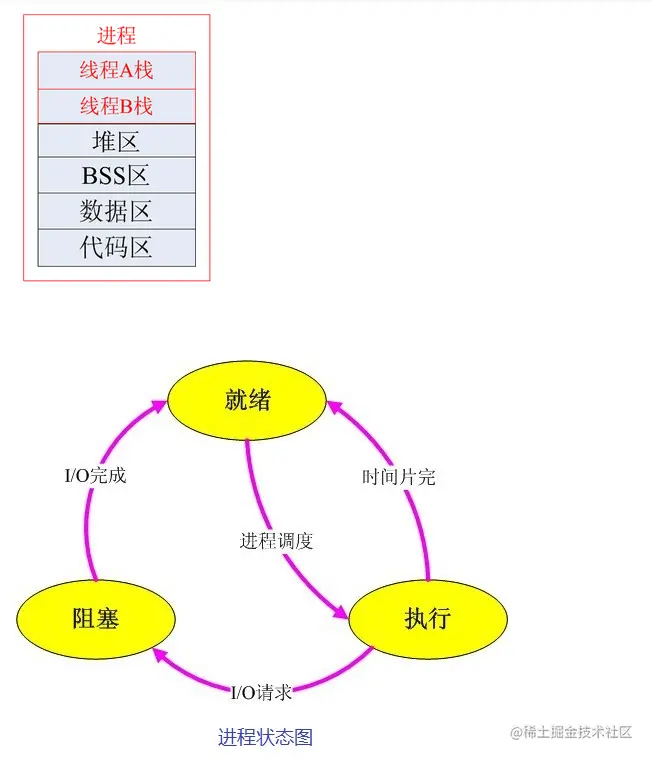 进程
线程A栈
线程B栈
堆区
BSS区
数据区
代码区
就绪
I/O完成
时间片完
进程调度
阻塞
执行
I/O请求
进程状态图
@稀土掘金技术社区